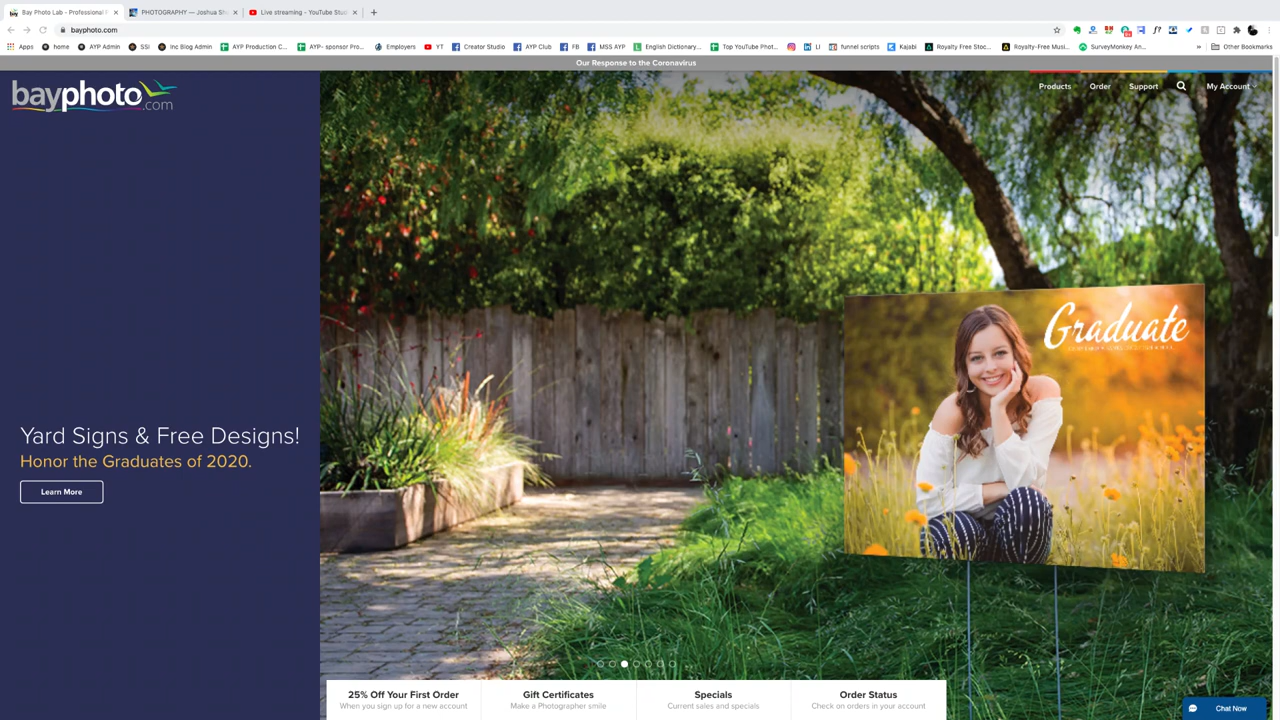 Bay Photo Lab - Professional
PHOTOGRAPHY — Joshua
Live streaming - YouTube Stud
bayphoto.com
Apps
home
AYP Admin
SSI
Inc Blog Admin
AYP Production C...
AYP- sponsor Pro...
Employers
YT
Creator Studio
AYP Club
FB
MSS AYP
English Dictionary...
Top YouTube Phot...
LI
funnel scripts
Kajabi
Royalty Free Stoc...
Royalty-Free Musi...
SurveyMonkey An...
»
Other Bookmarks
Our Response to the Coronavirus
bayphoto.com
Products
Order
Support
My Account
Graduate
Yard Signs & Free Designs!
Honor the Graduates of 2020.
Learn More
25% Off Your First Order
When you sign up for a new account
Gift Certificates
Make a Photographer smile
Specials
Current sales and specials
Order Status
Check on orders in your account
Chat Now